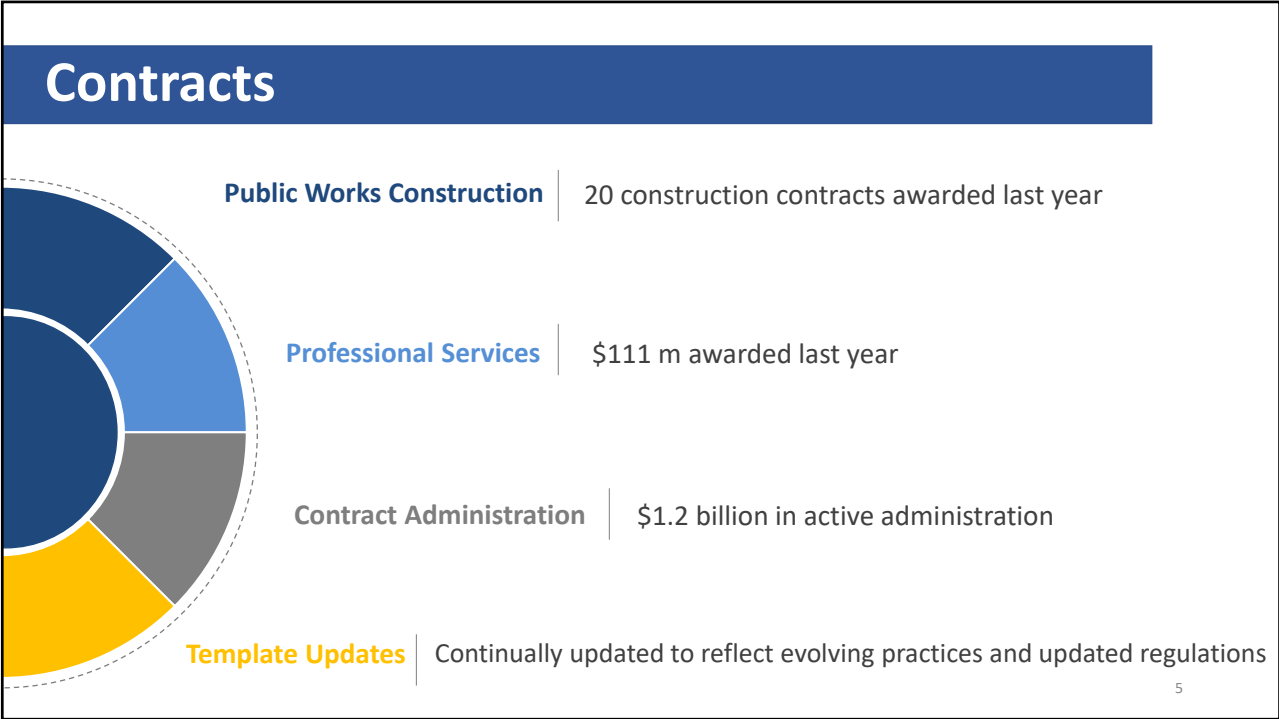 Contracts
Public Works Construction
20 construction contracts awarded last year
Professional Services
$111 m awarded last year
Contract Administration
$1.2 billion in active administration
Template Updates
Continually updated to reflect evolving practices and updated regulations
5